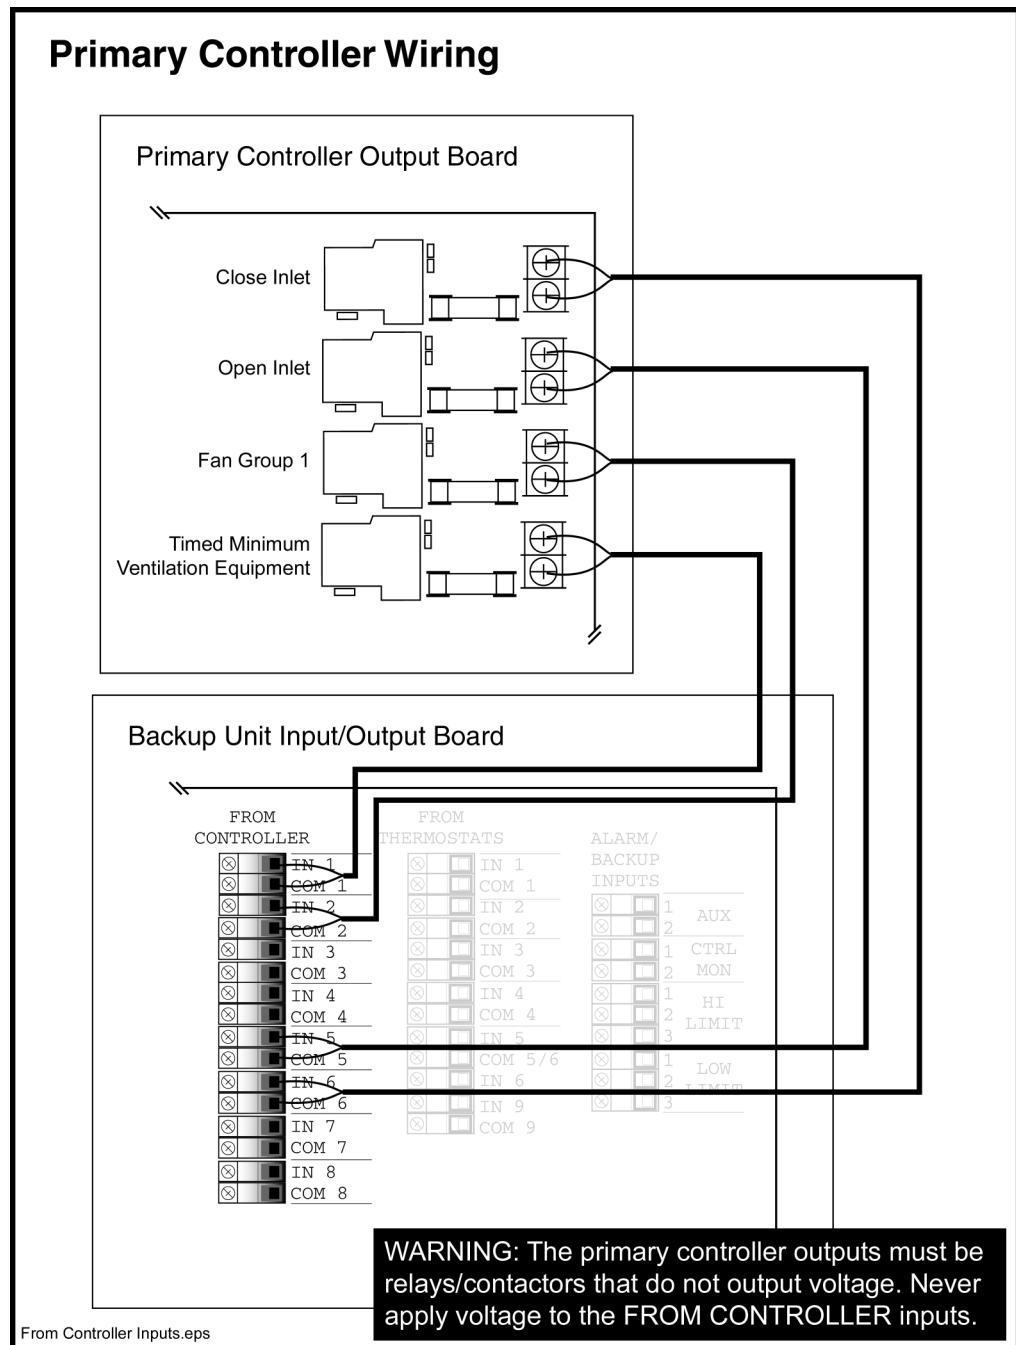 Primary Controller Wiring
Primary Controller Output Board
Close Inlet
Open Inlet
Fan Group 1
Timed Minimum
Ventilation Equipment
Backup Unit Input/Output Board
FROM
CONTROLLER
IN 1
COM 1
IN 2
COM 2
IN 3
COM 3
IN 4
COM 4
IN 5
COM 5
IN 6
COM 6
IN 7
COM 7
IN 8
COM 8
FROM
THERMOSTATS
IN 1
COM 1
IN 2
COM 2
IN 3
COM 3
IN 4
COM 4
IN 5
COM 5/6
IN 6
IN 9
COM 9
ALARM/
BACKUP
INPUTS
1
AUX
2
1
CTRL
2
MON
1
HI
2
LIMIT
3
1
LOW
2
LIMIT
3
WARNING: The primary controller outputs must be
relays/contactors that do not output voltage. Never
apply voltage to the FROM CONTROLLER inputs.
From Controller Inputs.eps